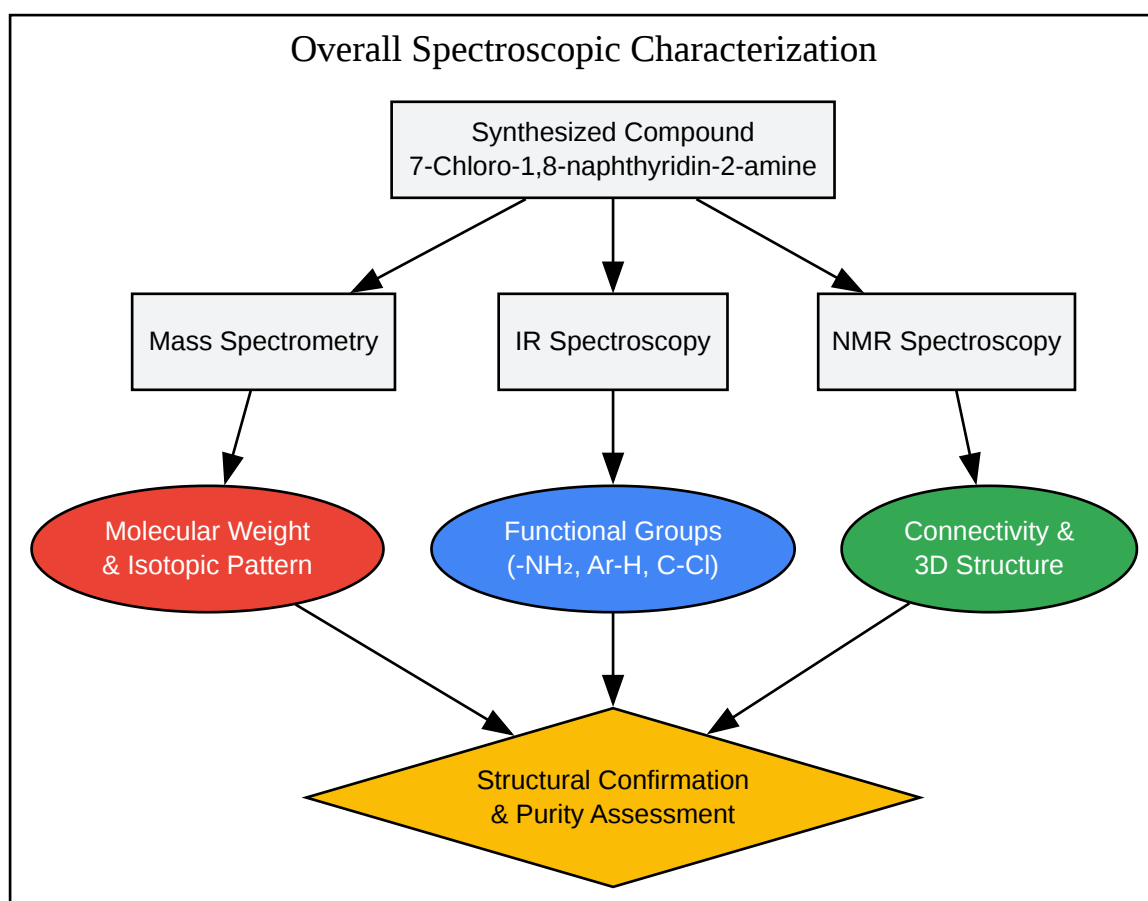 Overall Spectroscopic Characterization
Synthesized Compound
7-Chloro-1,8-naphthyridin-2-amine
Mass Spectrometry
IR Spectroscopy
NMR Spectroscopy
Molecular Weight
& Isotopic Pattern
Functional Groups
(-NH₂, Ar-H, C-Cl)
Connectivity &
3D Structure
Structural Confirmation
& Purity Assessment